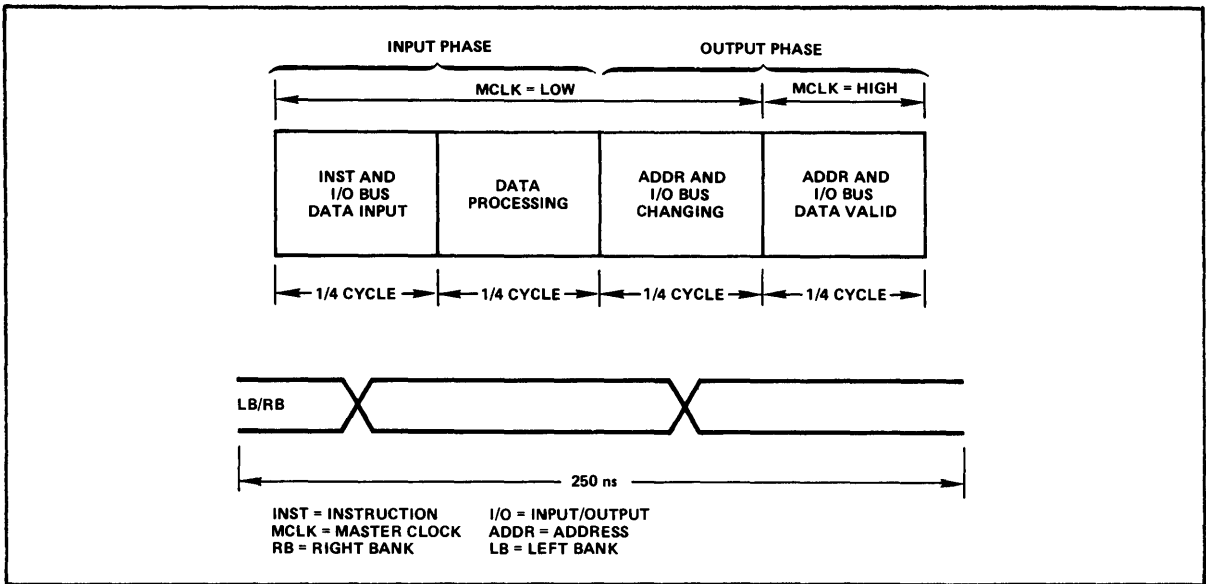 INPUT PHASE
OUTPUT PHASE
MCLK = LOW
MCLK = HIGH
INST AND
I/O BUS
DATA INPUT
DATA
PROCESSING
ADDR AND
I/O BUS
CHANGING
ADDR AND
I/O BUS
DATA VALID
1/4 CYCLE
1/4 CYCLE
1/4 CYCLE
1/4 CYCLE
LB/RB
250 ns
INST = INSTRUCTION
MCLK = MASTER CLOCK
RB = RIGHT BANK
I/O = INPUT/OUTPUT
ADDR = ADDRESS
LB = LEFT BANK